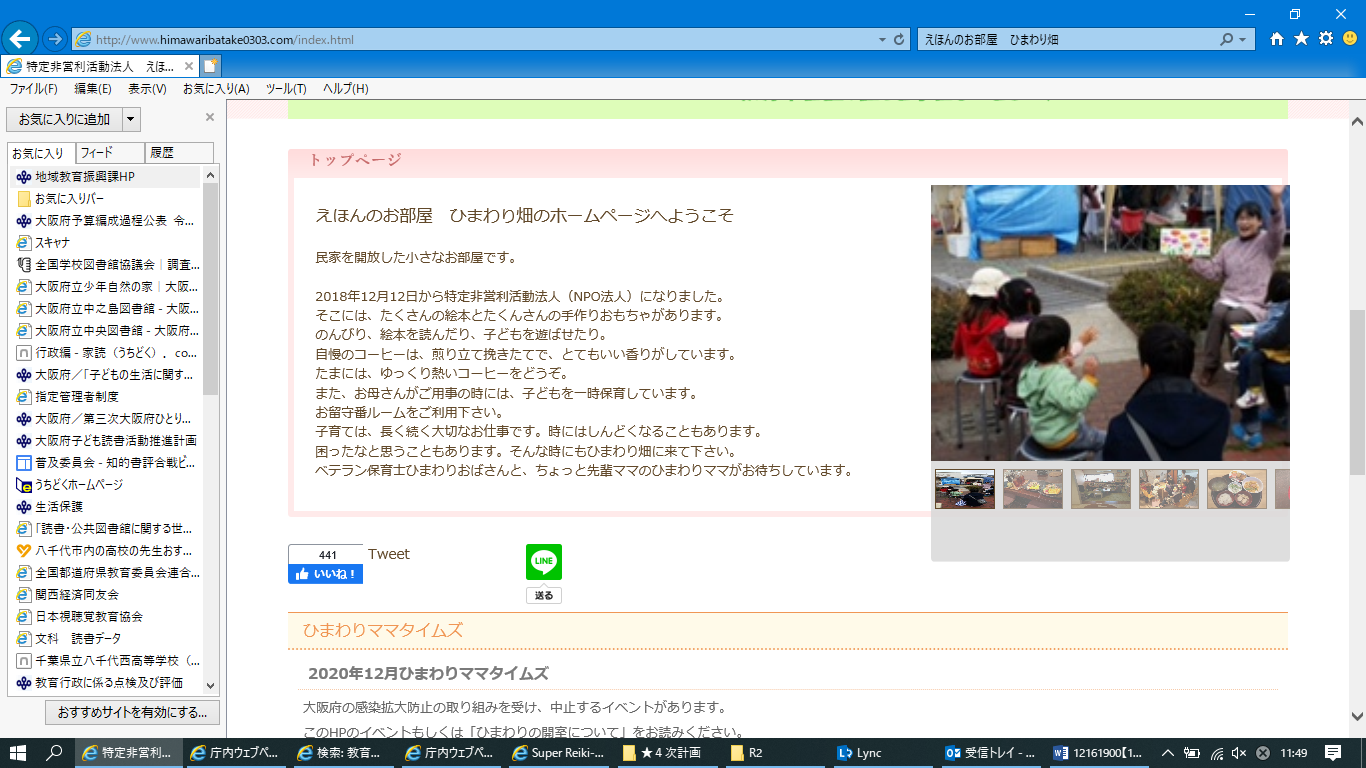 http://www.himawaribatake0303.com/index.html
えほんのお部屋　ひまわり畑
特定非営利活動法人　えほ...
ファイル(F)　編集(E)　表示(V)　お気に入り(A)　ツール(T)　ヘルプ(H)
お気に入りに追加
お気に入り　フィード　履歴
地域教育振興課HP
お気に入りバー
大阪府予算編成過程公表 令...
スキャナ
全国学校図書館協議会｜調査...
大阪府立少年自然の家｜大阪...
大阪府立中之島図書館 - 大阪...
大阪府立中央図書館 - 大阪府...
行政編 - 家読（うちどく）．co...
大阪府／「子どもの生活に関す...
指定管理者制度
大阪府／第三次大阪府ひとり...
大阪府子ども読書活動推進計画
普及委員会 - 知的書評合戦ビ...
うちどくホームページ
生活保護
「読書・公共図書館に関する世...
八千代市内の高校の先生おす...
全国都道府県教育委員会連合...
関西経済同友会
日本視聴覚教育協会
文科　読書データ
千葉県立八千代西高等学校（...
教育行政に係る点検及び評価
おすすめサイトを有効にする...
トップページ
えほんのお部屋　ひまわり畑のホームページへようこそ
民家を開放した小さなお部屋です。
2018年12月12日から特定非営利活動法人（NPO法人）になりました。
そこには、たくさんの絵本とたくんさんの手作りおもちゃがあります。
のんびり、絵本を読んだり、子どもを遊ばせたり。
自慢のコーヒーは、煎り立て挽きたてで、とてもいい香りがしています。
たまには、ゆっくり熱いコーヒーをどうぞ。
また、お母さんがご用事の時には、子どもを一時保育しています。
お留守番ルームをご利用下さい。
子育ては、長く続く大切なお仕事です。時にはしんどくなることもあります。
困ったなと思うこともあります。そんな時にもひまわり畑に来て下さい。
ベテラン保育士ひまわりおばさんと、ちょっと先輩ママのひまわりママがお待ちしています。
441
いいね！
Tweet
LINE
送る
ひまわりママタイムズ
2020年12月ひまわりママタイムズ
大阪府の感染拡大防止の取り組みを受け、中止するイベントがあります。
このHPのイベントもしくは「ひまわりの開室について」をお読みください。
特定非営利...　庁内ウェブペ...　検索: 教育...　庁内ウェブペ...　Super Reiki-...　★４次計画　R2　Lync　受信トレイ - ...　12161900【1...　11:49